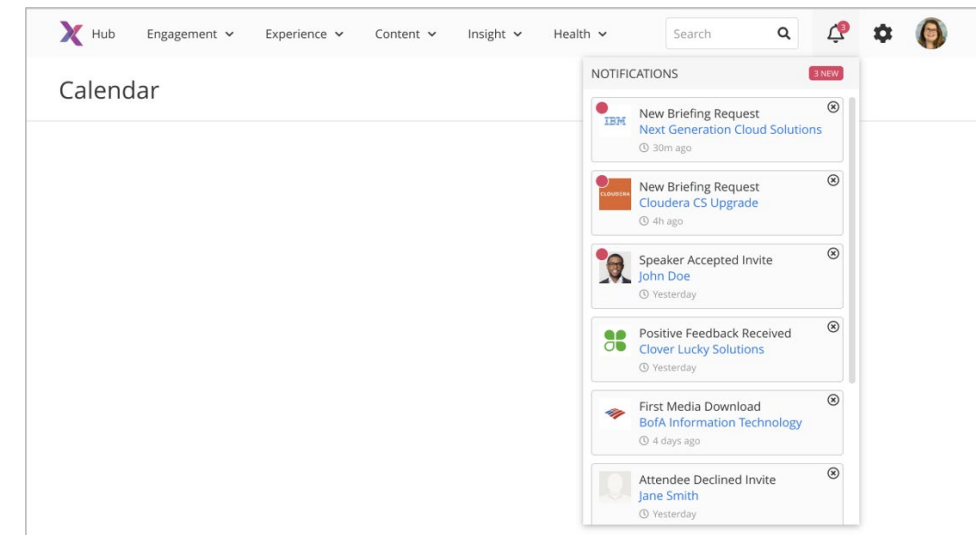 Hub Engagement Experience Content Insight Health Search 3
Calendar
NOTIFICATIONS 3 NEW
IBM
New Briefing Request
Next Generation Cloud Solutions
30m ago
CLOUDERA
New Briefing Request
Cloudera CS Upgrade
4h ago
Speaker Accepted Invite
John Doe
Yesterday
Positive Feedback Received
Clover Lucky Solutions
Yesterday
First Media Download
BofA Information Technology
4 days ago
Attendee Declined Invite
Jane Smith
Yesterday